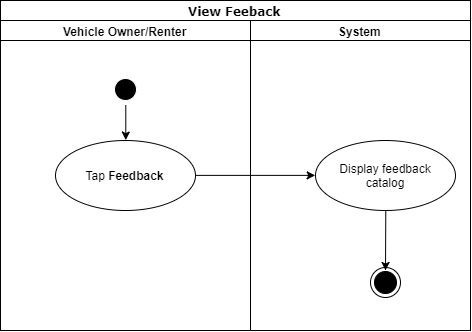 View Feeback
Vehicle Owner/Renter
System
Tap Feedback
Display feedback
catalog